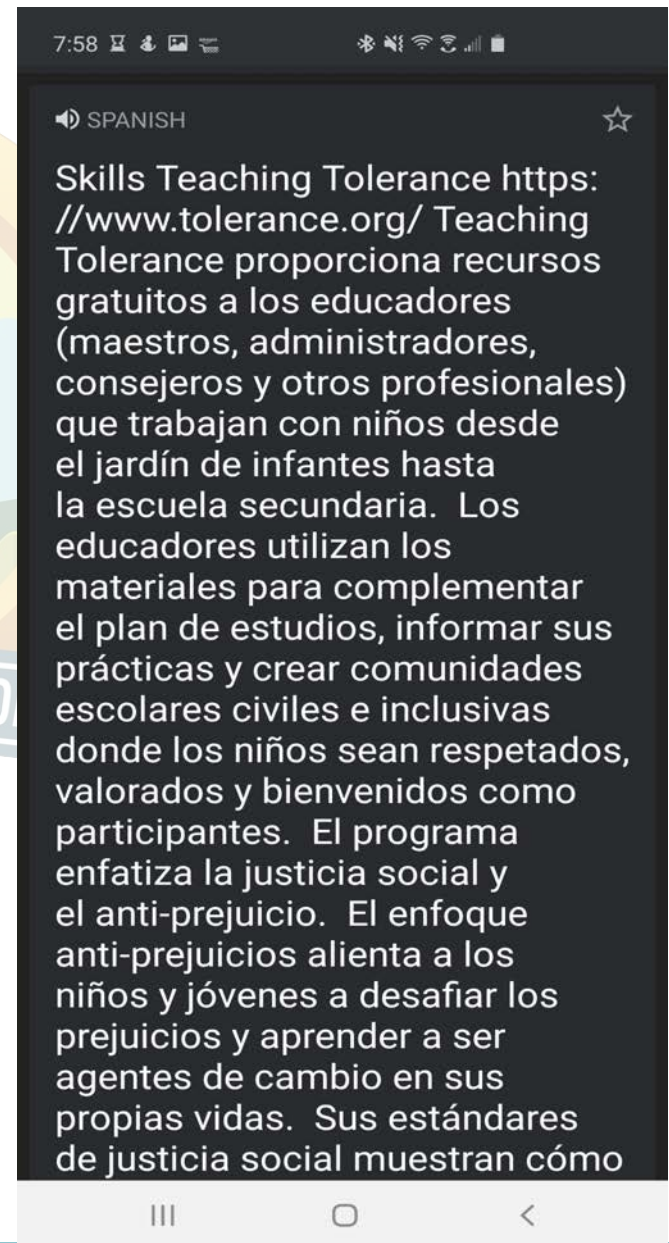 7:58
SPANISH
Skills Teaching Tolerance https:
//www.tolerance.org/ Teaching
Tolerance proporciona recursos
gratuitos a los educadores
(maestros, administradores,
consejeros y otros profesionales)
que trabajan con niños desde
el jardín de infantes hasta
la escuela secundaria.  Los
educadores utilizan los
materiales para complementar
el plan de estudios, informar sus
prácticas y crear comunidades
escolares civiles e inclusivas
donde los niños sean respetados,
valorados y bienvenidos como
participantes.  El programa
enfatiza la justicia social y
el anti-prejuicio.  El enfoque
anti-prejuicios alienta a los
niños y jóvenes a desafiar los
prejuicios y aprender a ser
agentes de cambio en sus
propias vidas.  Sus estándares
de justicia social muestran cómo